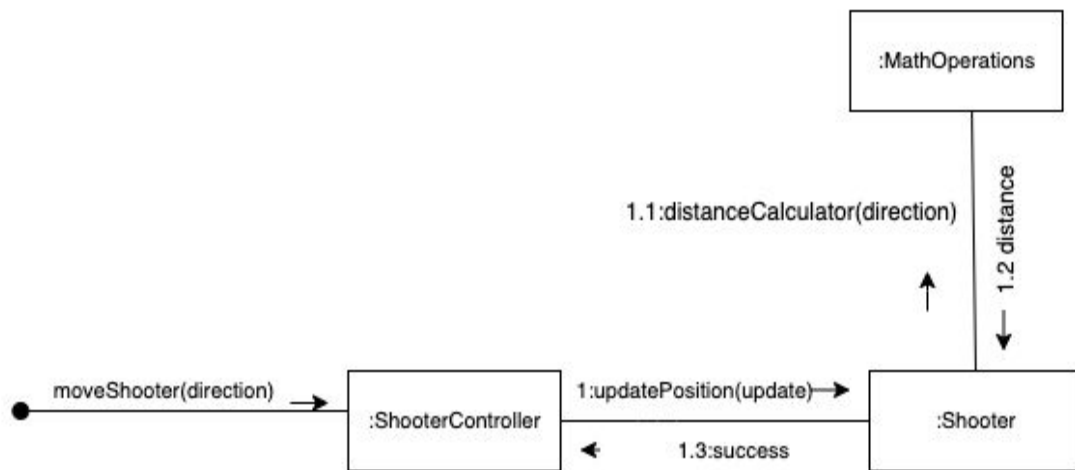 :MathOperations
1.1:distanceCalculator(direction)
1.2 distance
moveShooter(direction)
:ShooterController
1:updatePosition(update)
:Shooter
1.3:success